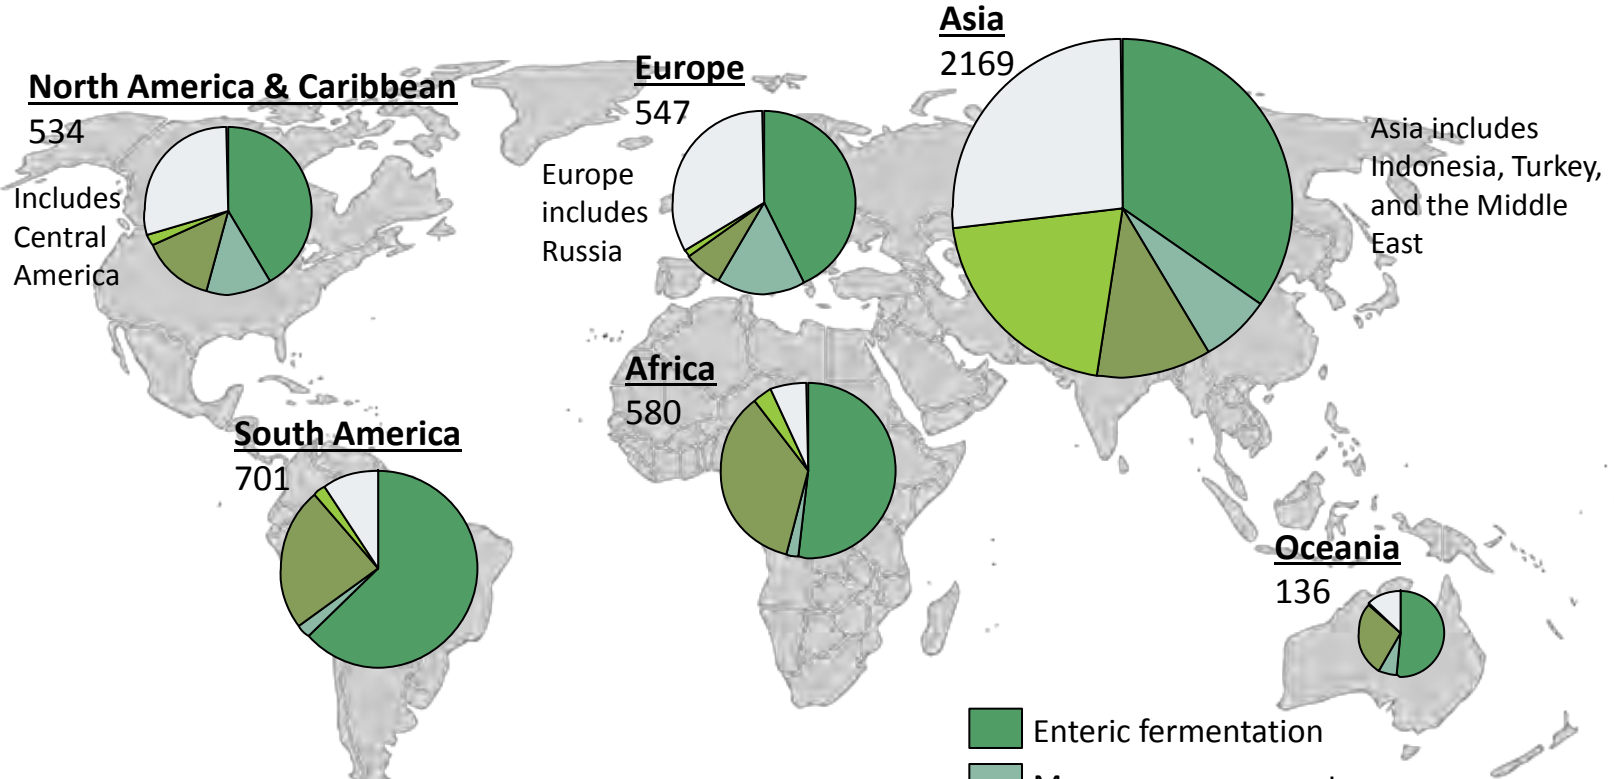 Asia
2169
North America & Caribbean
534
Includes
Central
America
Europe
547
Europe
includes
Russia
Asia includes
Indonesia, Turkey,
and the Middle
East
Africa
580
South America
701
Oceania
136
Enteric fermentation